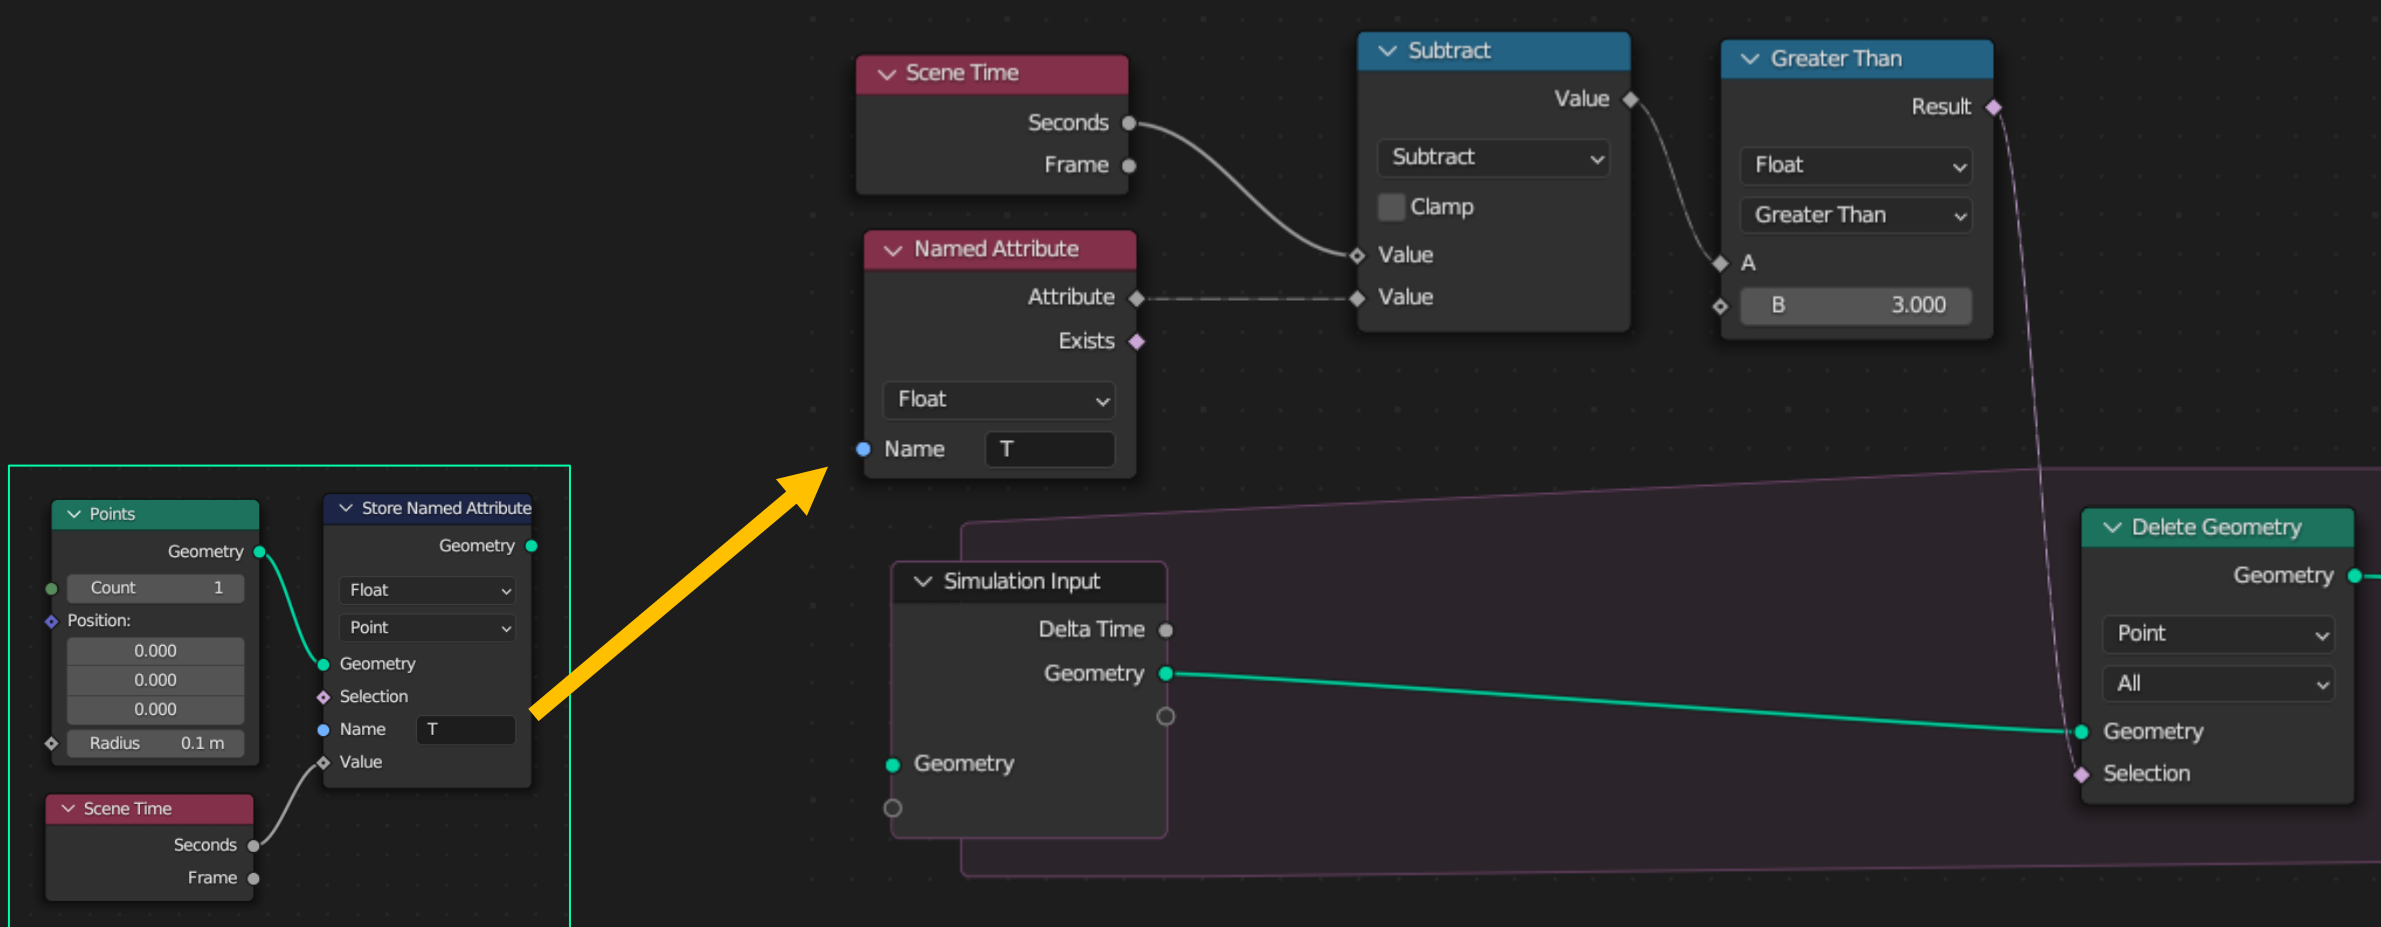 Points
Geometry
Count 1
Position:
0.000
0.000
0.000
Radius 0.1 m
Scene Time
Seconds
Frame
Store Named Attribute
Geometry
Float
Point
Geometry
Selection
Name T
Value
Scene Time
Seconds
Frame
Named Attribute
Attribute
Exists
Float
Name T
Subtract
Value
Subtract
Clamp
Value
Value
Greater Than
Result
Float
Greater Than
A
B 3.000
Simulation Input
Delta Time
Geometry
Geometry
Delete Geometry
Geometry
Point
All
Geometry
Selection